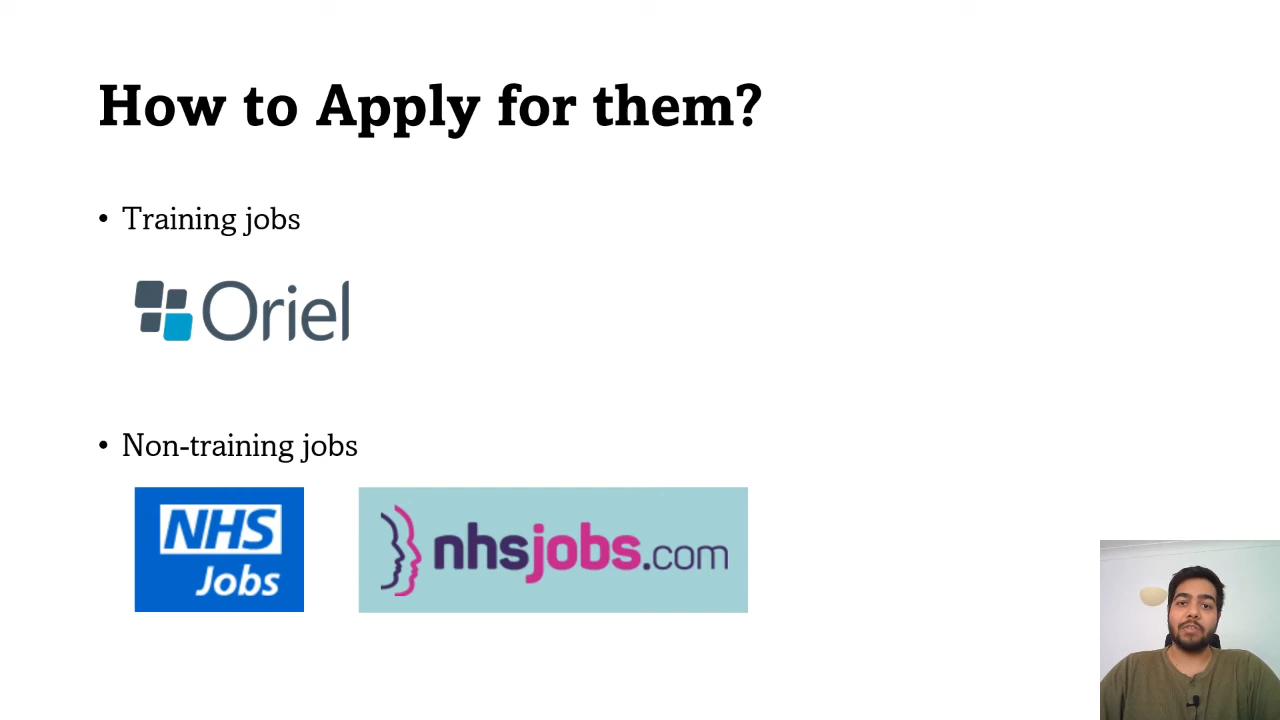 How to Apply for them?
• Training jobs
Oriel
• Non-training jobs
NHS
Jobs
nhsjobs.com